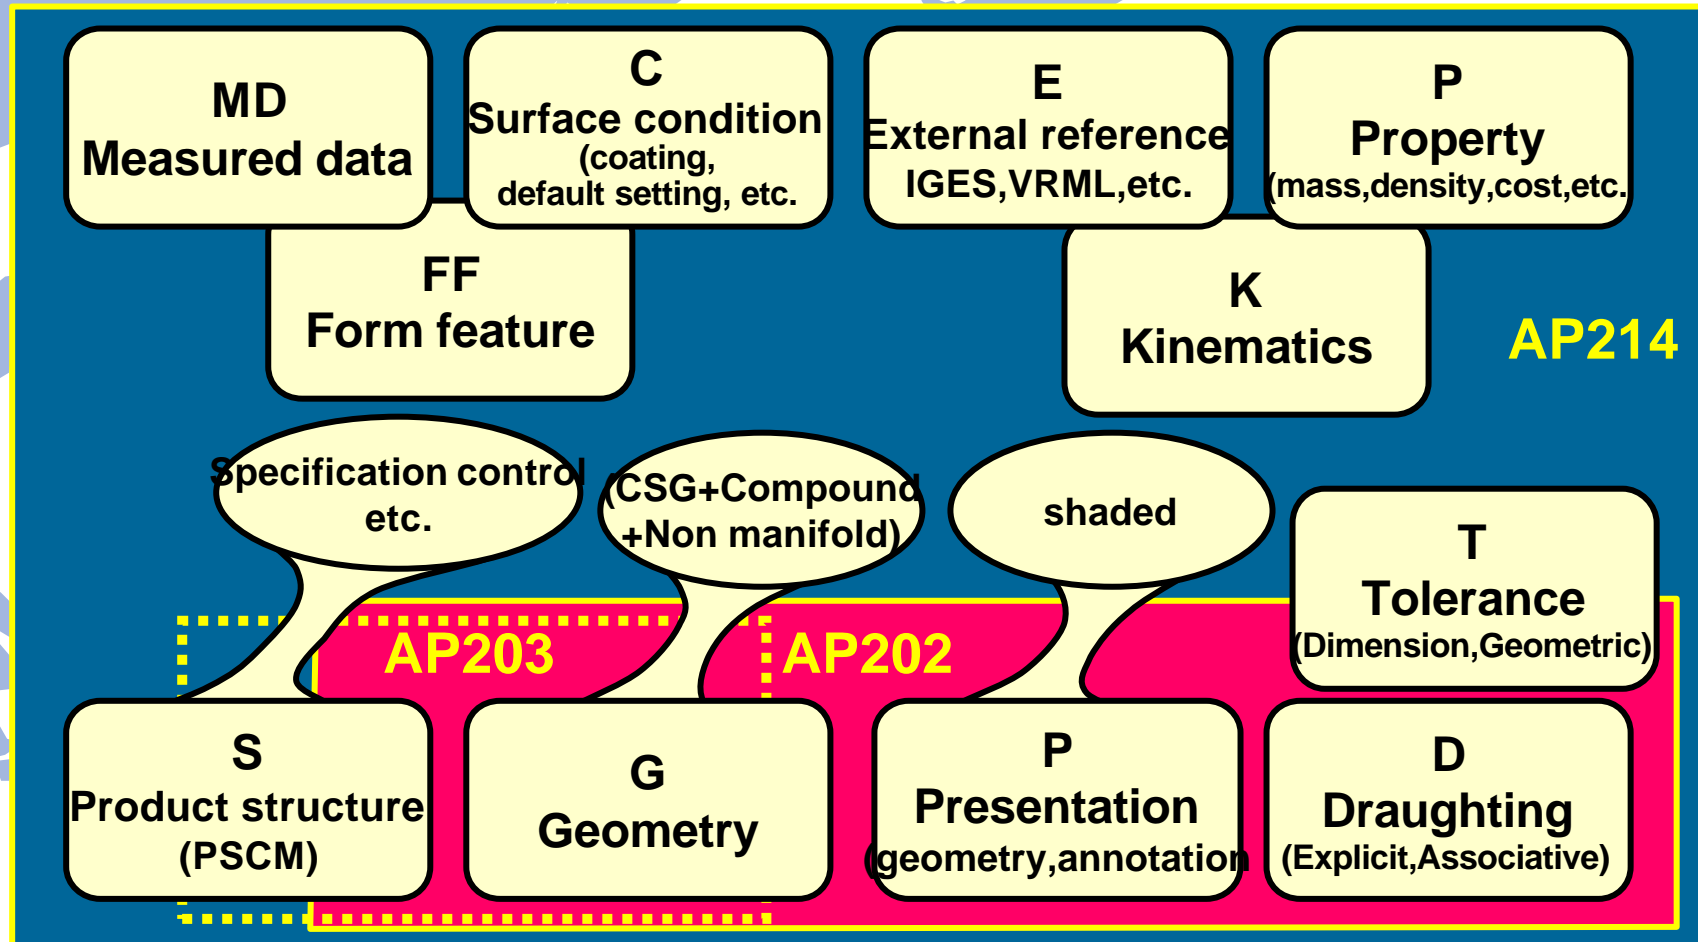 MD
Measured data
C
Surface condition
(coating,
default setting, etc.
E
External reference
IGES,VRML,etc.
P
Property
(mass,density,cost,etc.
FF
Form feature
K
Kinematics
AP214
Specification control
etc.
(CSG+Compound
+Non manifold)
shaded
T
Tolerance
(Dimension,Geometric)
AP203
AP202
S
Product structure
(PSCM)
G
Geometry
P
Presentation
(geometry,annotation
D
Draughting
(Explicit,Associative)